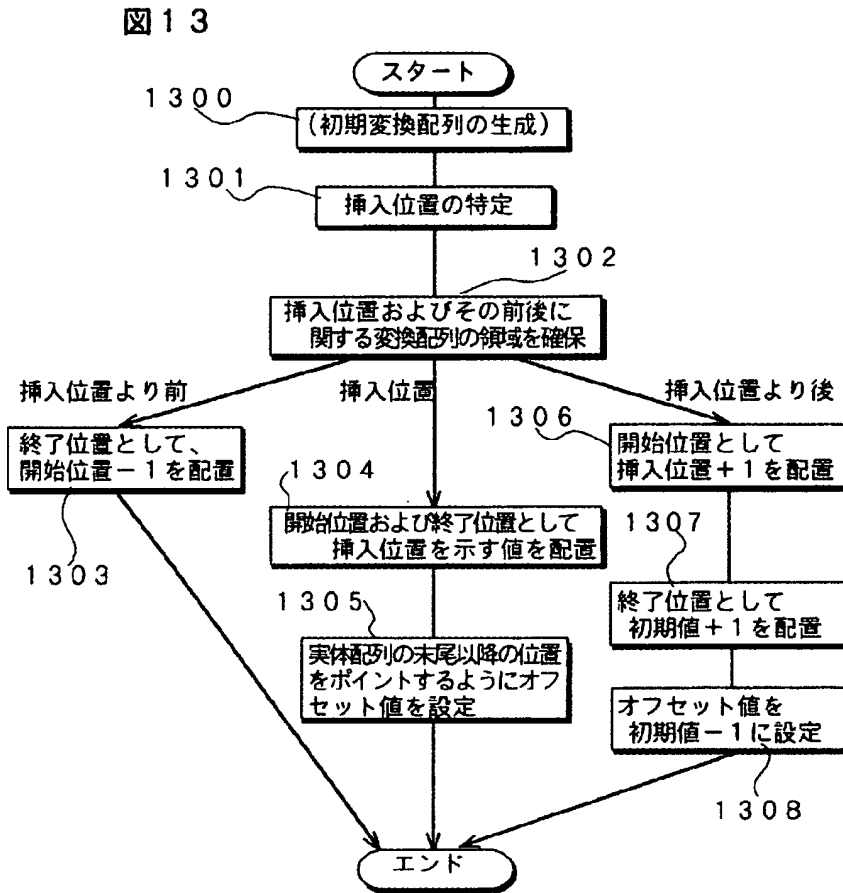 図13
スタート
1300
(初期変換配列の生成)
1301
挿入位置の特定
1302
挿入位置およびその前後に
関する変換配列の領域を確保
挿入位置より前
挿入位置
挿入位置より後
終了位置として、
開始位置-1を配置
1303
1304
開始位置および終了位置として
挿入位置を示す値を配置
1305
実体配列の末尾以降の位置
をポイントするようにオフ
セット値を設定
1306
開始位置として
挿入位置+1を配置
1307
終了位置として
初期値+1を配置
オフセット値を
初期値-1に設定
1308
エンド